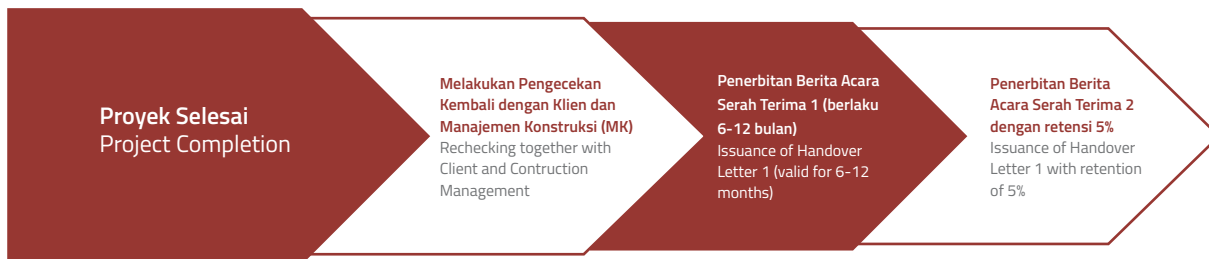 Proyek Selesai
Project Completion
Melakukan Pengecekan
Kembali dengan Klien dan
Manajemen Konstruksi (MK)
Rechecking together with
Client and Contruction
Management
Penerbitan Berita Acara
Serah Terima 1 (berlaku
6-12 bulan)
Issuance of Handover
Letter 1 (valid for 6-12
months)
Penerbitan Berita
Acara Serah Terima 2
dengan retensi 5%
Issuance of Handover
Letter 1 with retention
of 5%